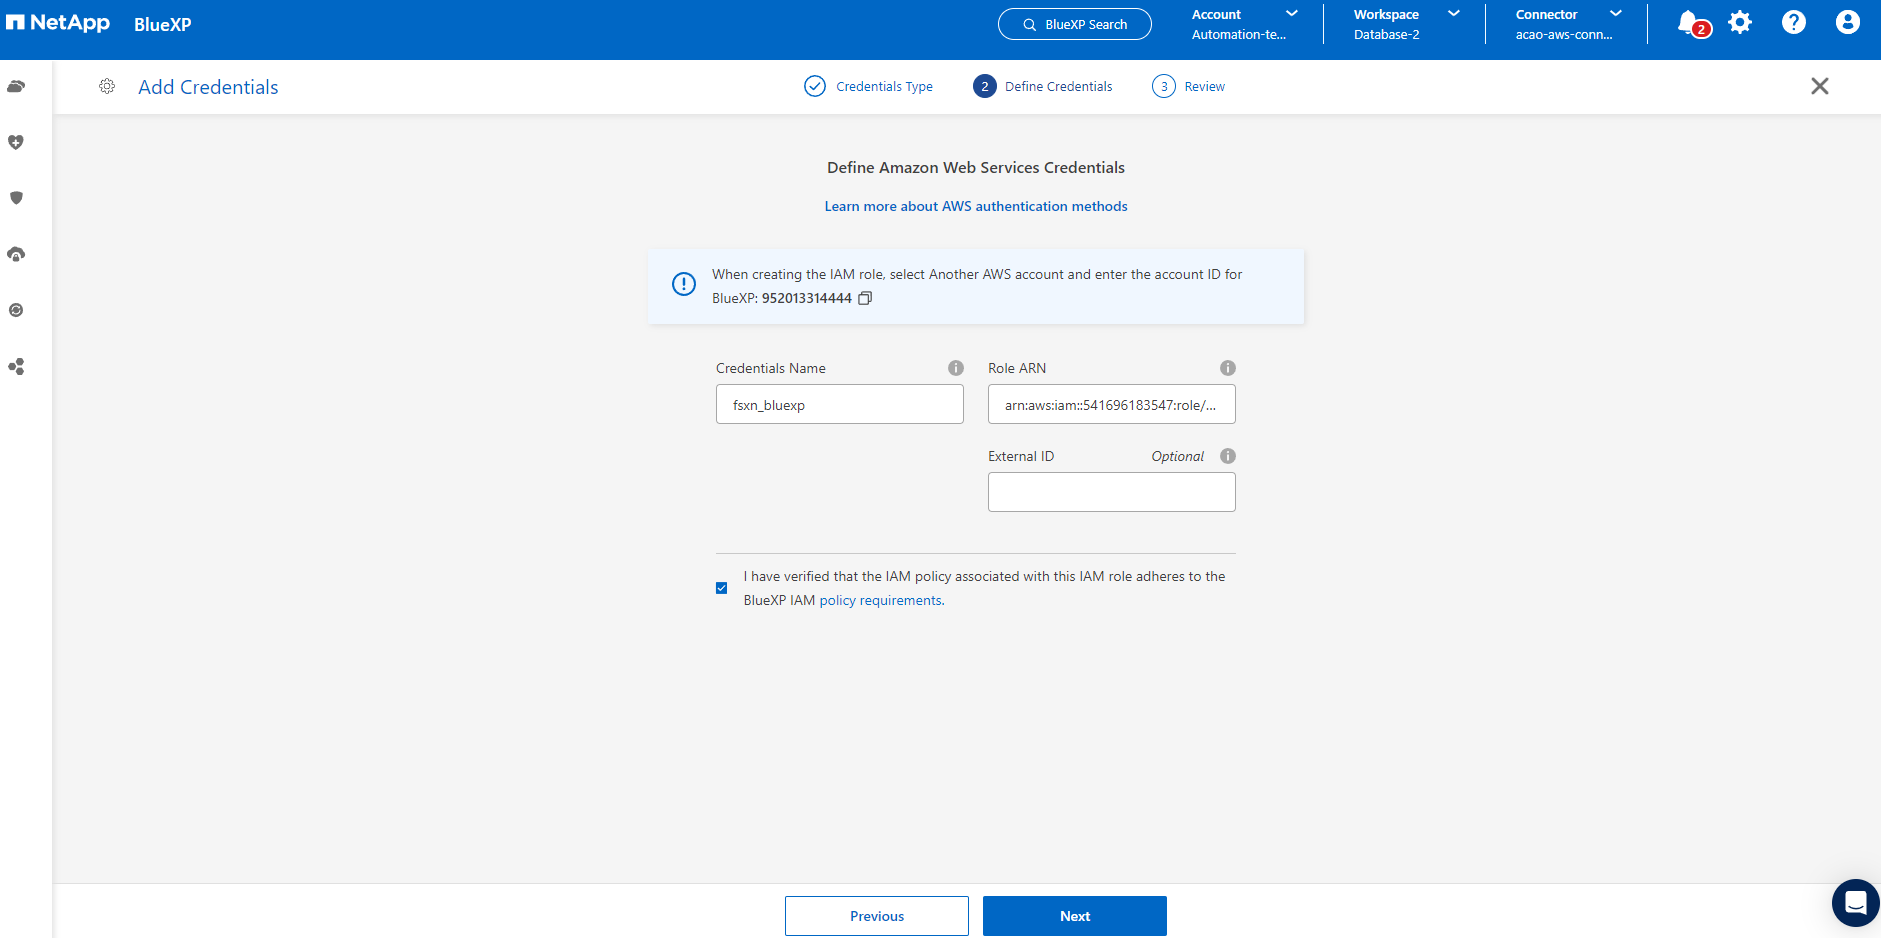 NetApp BlueXP
BlueXP Search
Account
Automation-te...
Workspace
Database-2
Connector
acao-aws-conn...
2
Add Credentials
Credentials Type
2 Define Credentials
3 Review
Define Amazon Web Services Credentials
Learn more about AWS authentication methods
When creating the IAM role, select Another AWS account and enter the account ID for
BlueXP: 952013314444
Credentials Name
fsxn_bluexp
Role ARN
arn:aws:iam::541696183547:role/...
External ID Optional
I have verified that the IAM policy associated with this IAM role adheres to the
BlueXP IAM policy requirements.
Previous
Next